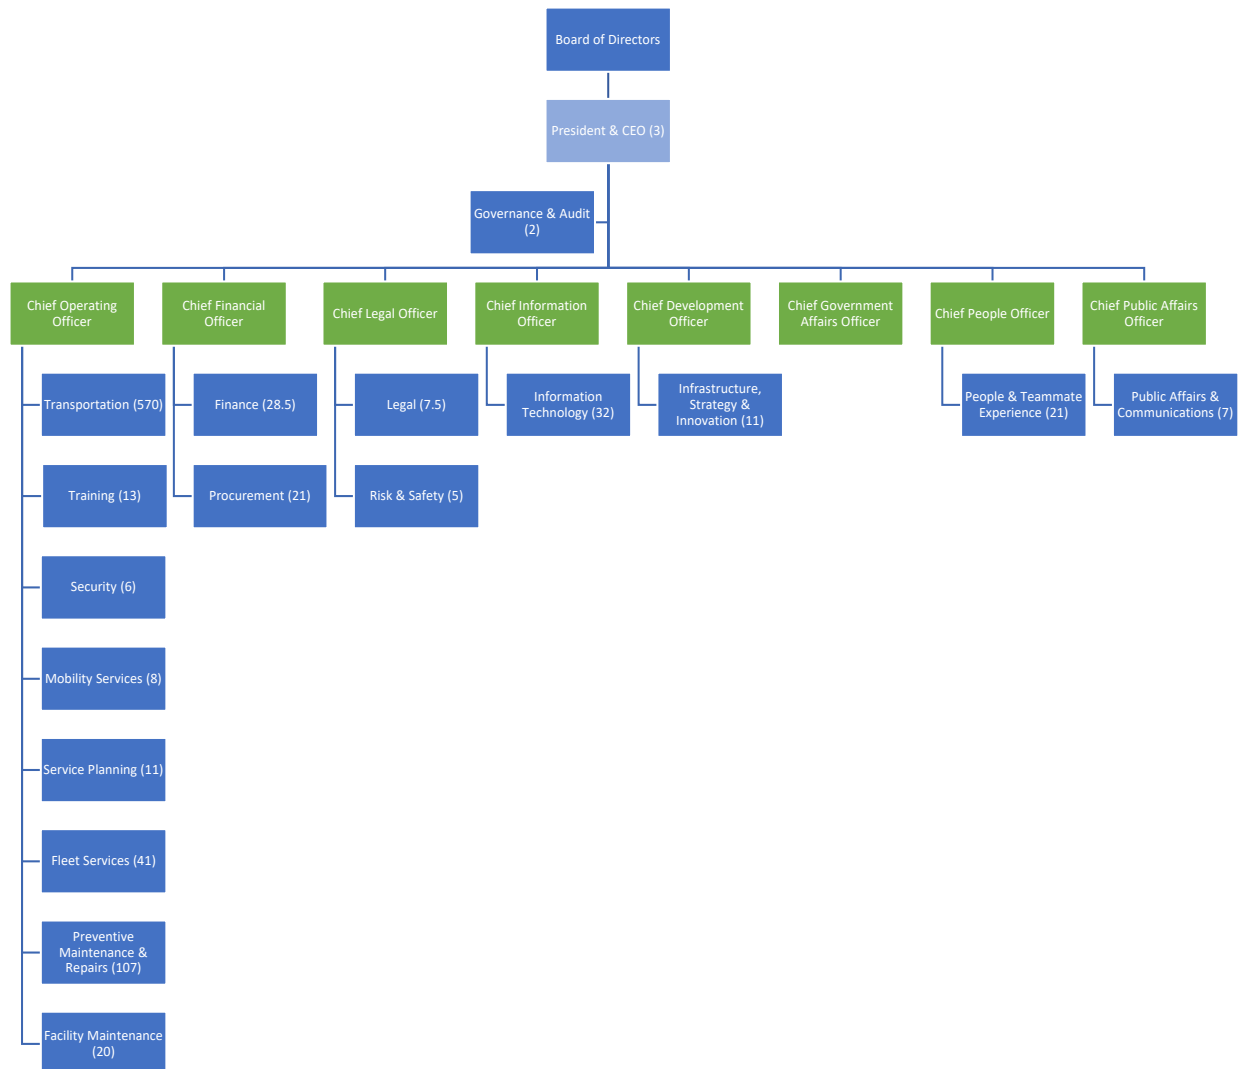 Board of Directors
President & CEO (3)
Governance & Audit
(2)
Chief Operating
Officer
Chief Financial
Officer
Chief Legal Officer
Chief Information
Officer
Chief Development
Officer
Chief Government
Affairs Officer
Chief People Officer
Chief Public Affairs
Officer
Transportation (570)
Finance (28.5)
Legal (7.5)
Information
Technology (32)
Infrastructure,
Strategy &
Innovation (11)
People & Teammate
Experience (21)
Public Affairs &
Communications (7)
Training (13)
Procurement (21)
Risk & Safety (5)
Security (6)
Mobility Services (8)
Service Planning (11)
Fleet Services (41)
Preventive
Maintenance &
Repairs (107)
Facility Maintenance
(20)